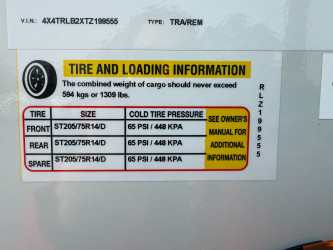 V.I.N.: 4X4TRLB2XTZ199555 TYPE: TRA/REM
TIRE AND LOADING INFORMATION
The combined weight of cargo should never exceed
594 kgs or 1309 lbs.
TIRE SIZE COLD TIRE PRESSURE
FRONT ST205/75R14/D 65 PSI / 448 KPA
REAR ST205/75R14/D 65 PSI / 448 KPA
SPARE ST205/75R14/D 65 PSI / 448 KPA
SEE OWNER'S
MANUAL FOR
ADDITIONAL
INFORMATION
RLZ199555